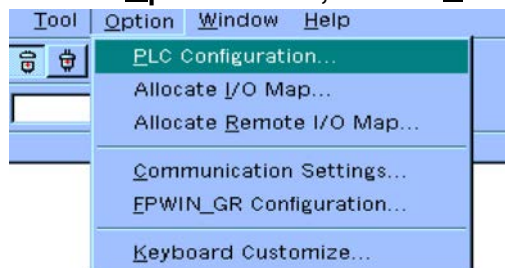 Tool Option Window Help
PLC Configuration...
Allocate I/O Map...
Allocate Remote I/O Map...
Communication Settings...
FPWIN_GR Configuration...
Keyboard Customize...